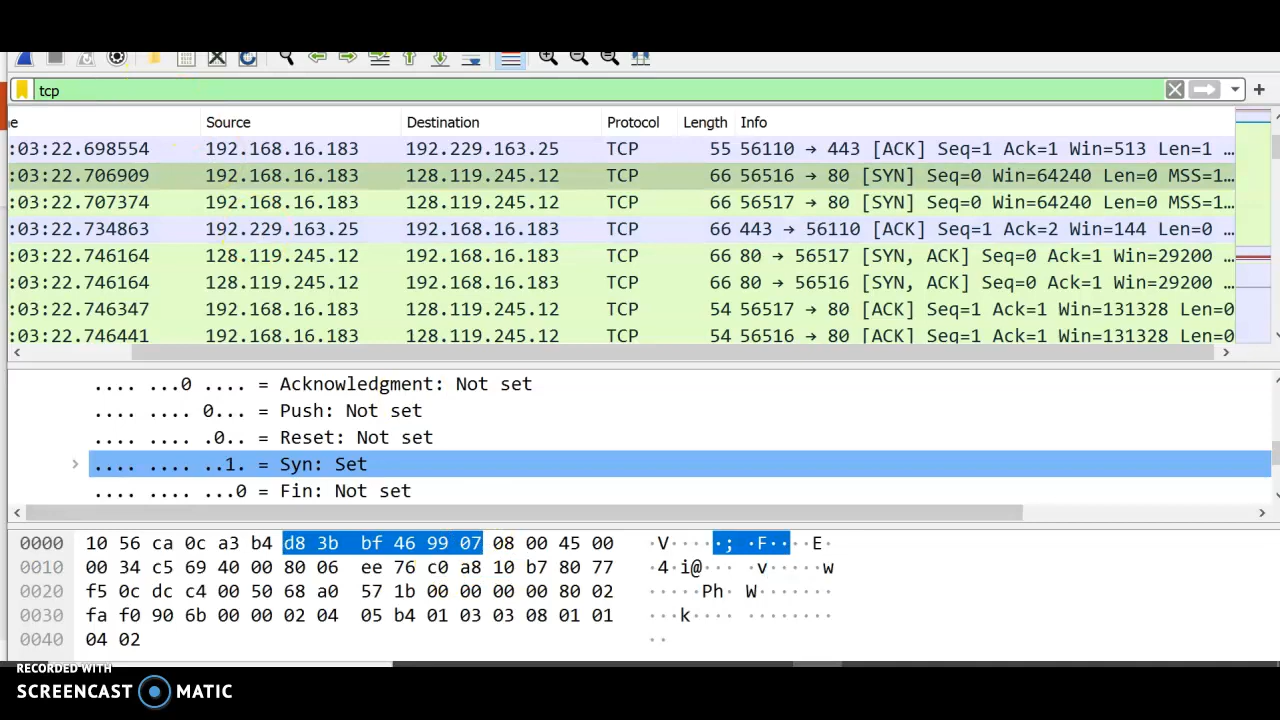 tcp
e Source Destination Protocol Length Info
:03:22.698554 192.168.16.183 192.229.163.25 TCP 55 56110 → 443 [ACK] Seq=1 Ack=1 Win=513 Len=1 …
:03:22.706909 192.168.16.183 128.119.245.12 TCP 66 56516 → 80 [SYN] Seq=0 Win=64240 Len=0 MSS=1…
:03:22.707374 192.168.16.183 128.119.245.12 TCP 66 56517 → 80 [SYN] Seq=0 Win=64240 Len=0 MSS=1…
:03:22.734863 192.229.163.25 192.168.16.183 TCP 66 443 → 56110 [ACK] Seq=1 Ack=2 Win=144 Len=0 …
:03:22.746164 128.119.245.12 192.168.16.183 TCP 66 80 → 56517 [SYN, ACK] Seq=0 Ack=1 Win=29200 …
:03:22.746164 128.119.245.12 192.168.16.183 TCP 66 80 → 56516 [SYN, ACK] Seq=0 Ack=1 Win=29200 …
:03:22.746347 192.168.16.183 128.119.245.12 TCP 54 56517 → 80 [ACK] Seq=1 Ack=1 Win=131328 Len=0
:03:22.746441 192.168.16.183 128.119.245.12 TCP 54 56516 → 80 [ACK] Seq=1 Ack=1 Win=131328 Len=0
.... ...0 .... = Acknowledgment: Not set
.... .... 0... = Push: Not set
.... .... .0.. = Reset: Not set
.... .... ..1. = Syn: Set
.... .... ...0 = Fin: Not set
0000 10 56 ca 0c a3 b4 d8 3b bf 46 99 07 08 00 45 00 ·V····· ; ·F····E·
0010 00 34 c5 69 40 00 80 06 ee 76 c0 a8 10 b7 80 77 ·4·i@··· ·v·····w
0020 f5 0c dc c4 00 50 68 a0 57 1b 00 00 00 00 80 02 ·····Ph· W·······
0030 fa f0 90 6b 00 00 02 04 05 b4 01 03 03 08 01 01 ···k···· ········
0040 04 02 ··
RECORDED WITH
SCREENCAST MATIC